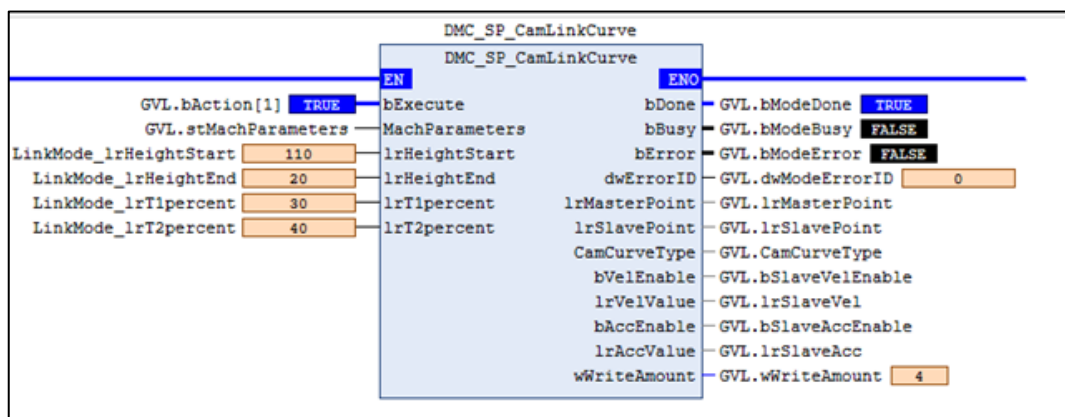 DMC_SP_CamLinkCurve
DMC_SP_CamLinkCurve
EN ENO
GVL.bAction[1] TRUE bExecute bDone GVL.bModeDone TRUE
GVL.stMachParameters MachParameters bBusy GVL.bModeBusy FALSE
LinkMode_lrHeightStart 110 lrHeightStart bError GVL.bModeError FALSE
LinkMode_lrHeightEnd 20 lrHeightEnd dwErrorID GVL.dwModeErrorID 0
LinkMode_lrT1percent 30 lrT1percent lrMasterPoint GVL.lrMasterPoint
LinkMode_lrT2percent 40 lrT2percent lrSlavePoint GVL.lrSlavePoint
CamCurveType GVL.CamCurveType
bVelEnable GVL.bSlaveVelEnable
lrVelValue GVL.lrSlaveVel
bAccEnable GVL.bSlaveAccEnable
lrAccValue GVL.lrSlaveAcc
wWriteAmount GVL.wWriteAmount 4